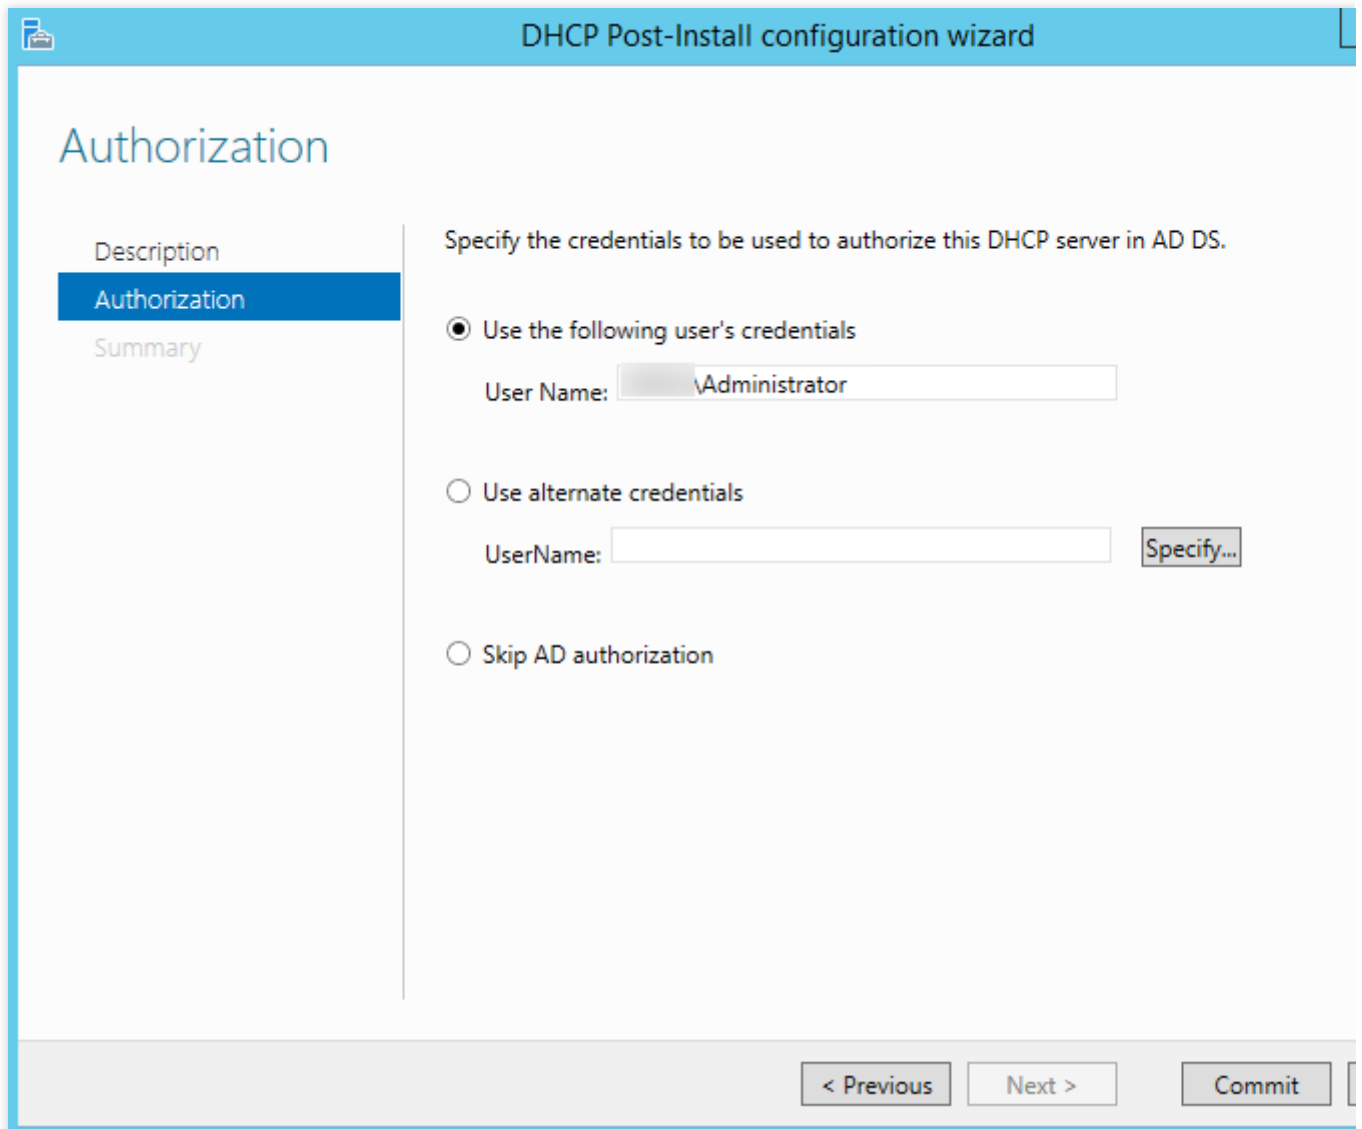 DHCP Post-Install configuration wizard
Authorization
Description
Authorization
Summary
Specify the credentials to be used to authorize this DHCP server in AD DS.
Use the following user's credentials
User Name: \Administrator
Use alternate credentials
UserName:
Specify...
Skip AD authorization
< Previous
Next >
Commit